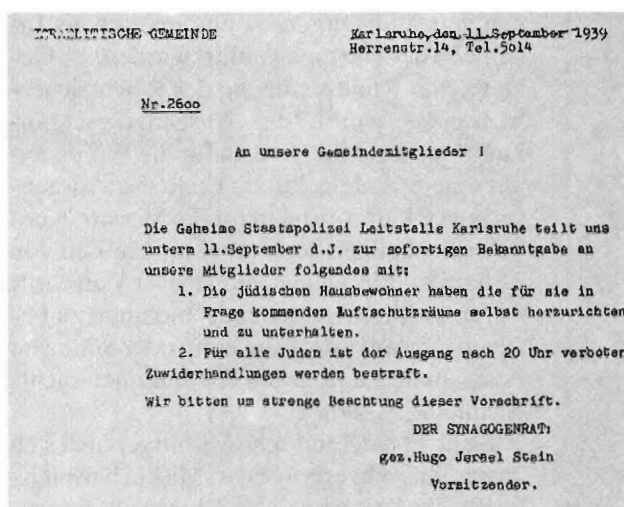 ISRAELITISCHE GEMEINDE
Karlsruhe,den 11.September 1939
Herrenstr.14, Tel.5014
Nr.2600
An unsere Gemeindemitglieder !
Die Geheime Staatspolizei Leitstelle Karlsruhe teilt uns
unterm 11.September d.J. zur sofortigen Bekanntgabe an
unsere Mitglieder folgendes mit:
1. Die jüdischen Hausbewohner haben die für sie in
Frage kommenden Luftschutzräume selbst herzurichten
und zu unterhalten.
2. Für alle Juden ist der Ausgang nach 20 Uhr verboten
Zuwiderhandlungen werden bestraft.
Wir bitten um strenge Beachtung dieser Vorschrift.
DER SYNAGOGENRAT:
gez.Hugo Jsrael Stein
Vorsitzender.